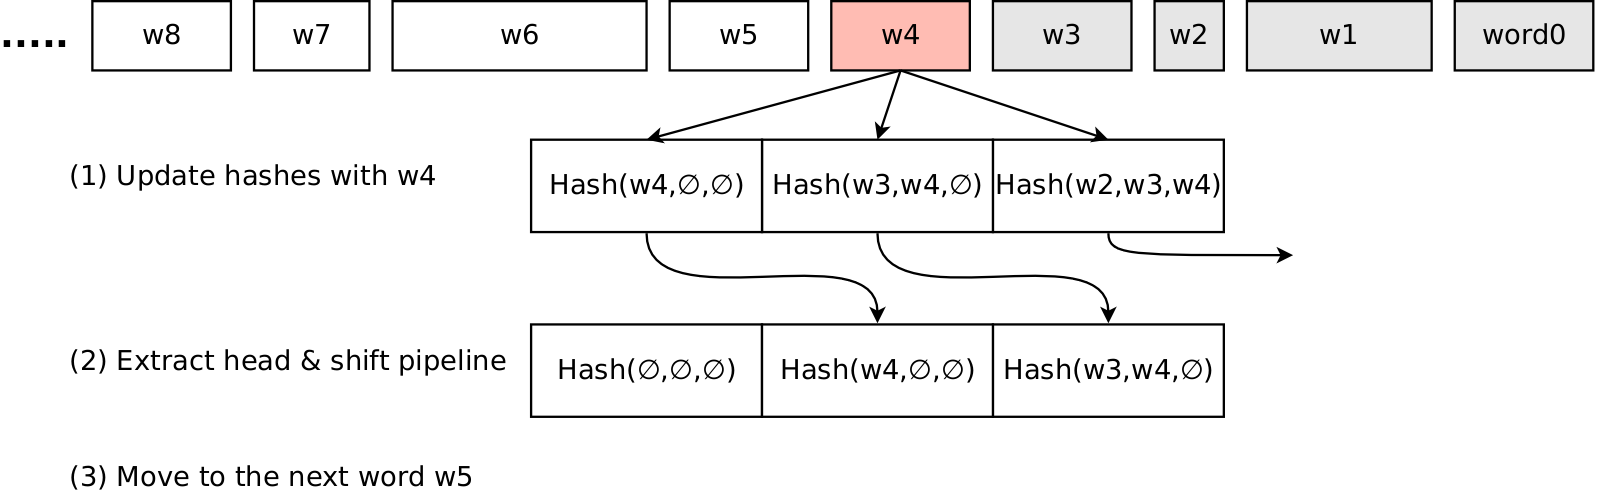 ..... w8 w7 w6 w5 w4 w3 w2 w1 word0
(1) Update hashes with w4
Hash(w4,∅,∅) Hash(w3,w4,∅) Hash(w2,w3,w4)
(2) Extract head & shift pipeline
Hash(∅,∅,∅) Hash(w4,∅,∅) Hash(w3,w4,∅)
(3) Move to the next word w5